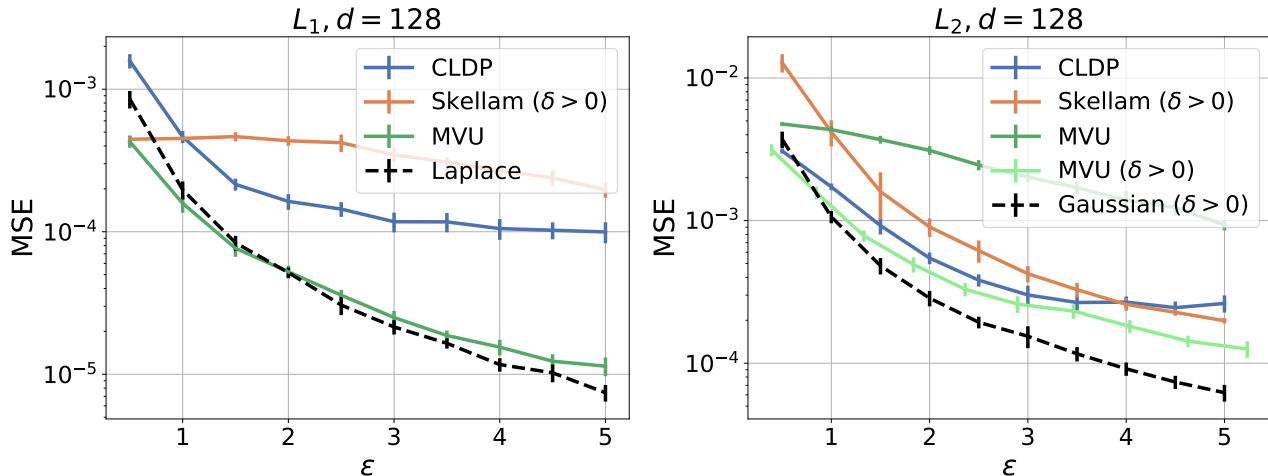 L₁, d = 128
MSE
10⁻³
10⁻⁴
10⁻⁵
CLDP
Skellam (δ > 0)
MVU
Laplace
1 2 3 4 5
ε
L₂, d = 128
MSE
10⁻²
10⁻³
10⁻⁴
CLDP
Skellam (δ > 0)
MVU
MVU (δ > 0)
Gaussian (δ > 0)
1 2 3 4 5
ε